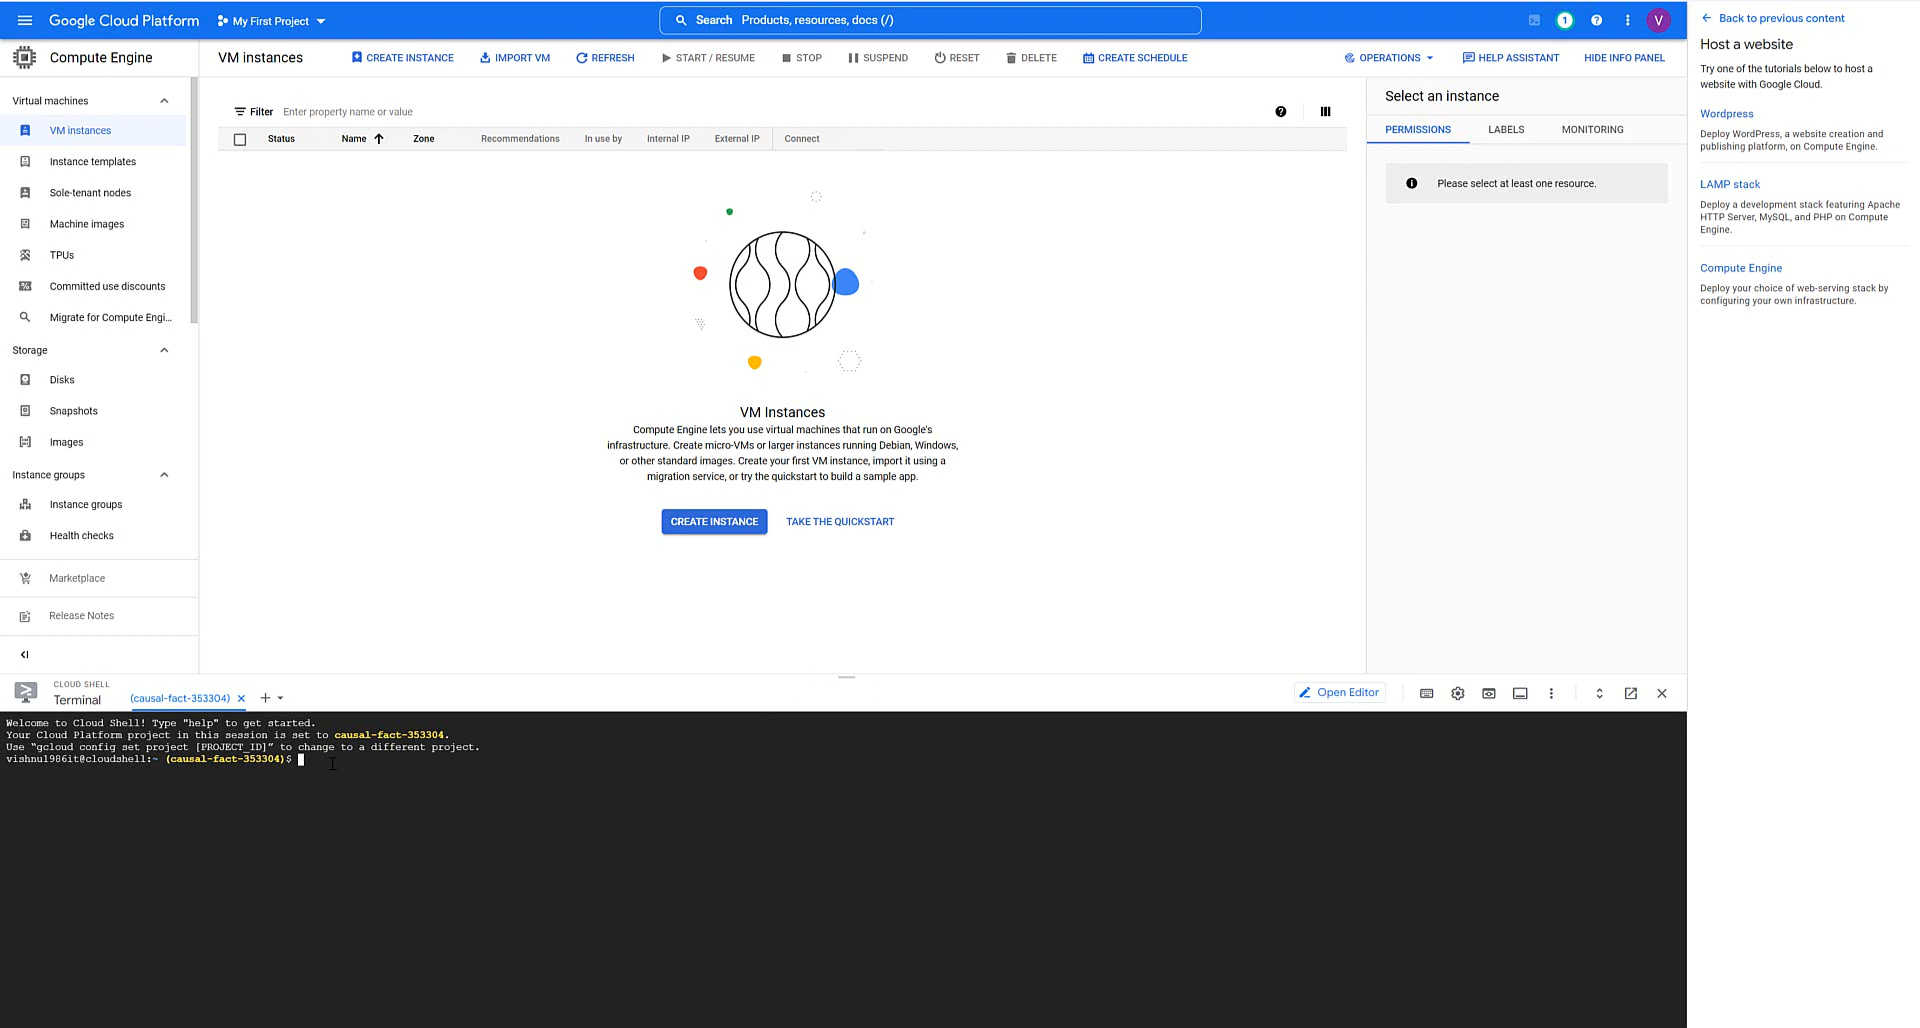 Google Cloud Platform
My First Project
Search Products, resources, docs (/)
1
V
Compute Engine
VM instances
CREATE INSTANCE
IMPORT VM
REFRESH
START / RESUME
STOP
SUSPEND
RESET
DELETE
CREATE SCHEDULE
OPERATIONS
HELP ASSISTANT
HIDE INFO PANEL
Virtual machines
VM instances
Instance templates
Sole-tenant nodes
Machine images
TPUs
Committed use discounts
Migrate for Compute Engi...
Storage
Disks
Snapshots
Images
Instance groups
Instance groups
Health checks
Marketplace
Release Notes
Filter Enter property name or value
Status Name Zone Recommendations In use by Internal IP External IP Connect
VM Instances
Compute Engine lets you use virtual machines that run on Google's
infrastructure. Create micro-VMs or larger instances running Debian, Windows,
or other standard images. Create your first VM instance, import it using a
migration service, or try the quickstart to build a sample app.
CREATE INSTANCE
TAKE THE QUICKSTART
Select an instance
PERMISSIONS LABELS MONITORING
Please select at least one resource.
Back to previous content
Host a website
Try one of the tutorials below to host a
website with Google Cloud.
Wordpress
Deploy WordPress, a website creation and
publishing platform, on Compute Engine.
LAMP stack
Deploy a development stack featuring Apache
HTTP Server, MySQL, and PHP on Compute
Engine.
Compute Engine
Deploy your choice of web-serving stack by
configuring your own infrastructure.
CLOUD SHELL
Terminal
(causal-fact-353304)
Open Editor
Welcome to Cloud Shell! Type "help" to get started.
Your Cloud Platform project in this session is set to causal-fact-353304.
Use “gcloud config set project [PROJECT_ID]” to change to a different project.
vishnu1986it@cloudshell:~ (causal-fact-353304)$